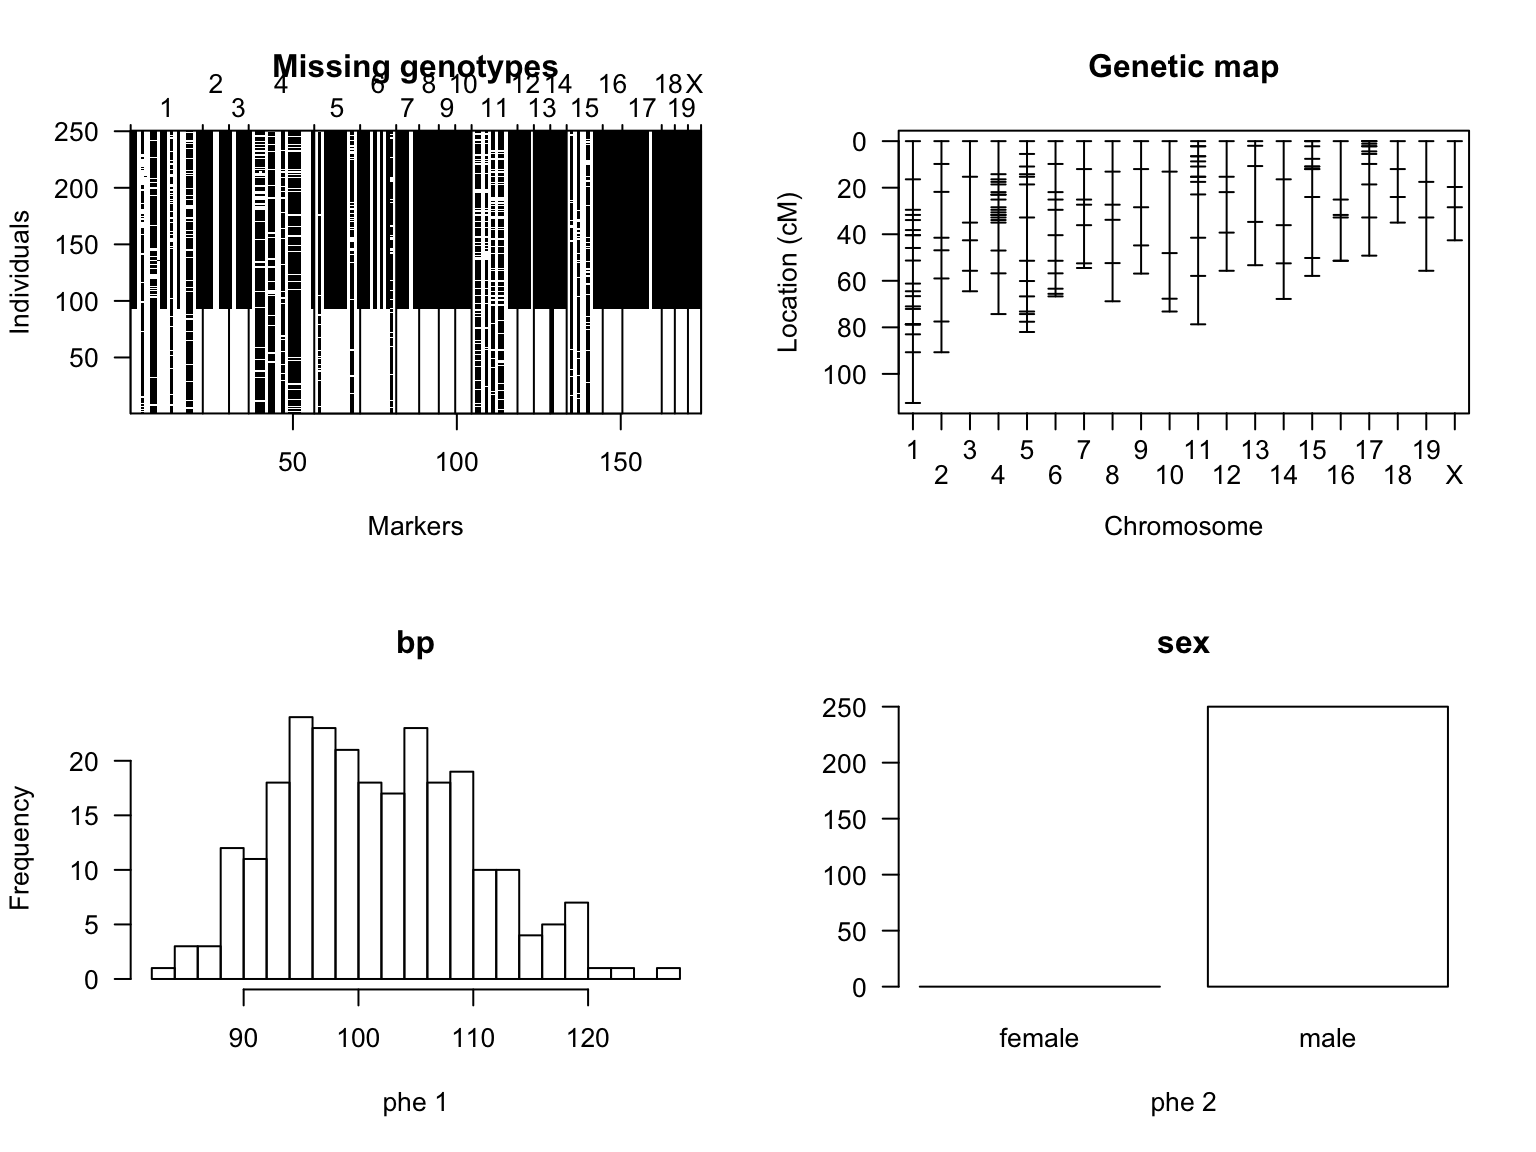 Missing genotypes
2 4 6 8 10 12 14 16 18 X
1 3 5 7 9 11 13 15 17 19
250
200
150
100
50
Individuals
50 100 150
Markers
Genetic map
0
20
40
60
80
100
Location (cM)
1 3 5 7 9 11 13 15 17 19
2 4 6 8 10 12 14 16 18 X
Chromosome
bp
20
15
10
5
0
Frequency
90 100 110 120
phe 1
sex
250
200
150
100
50
0
female male
phe 2